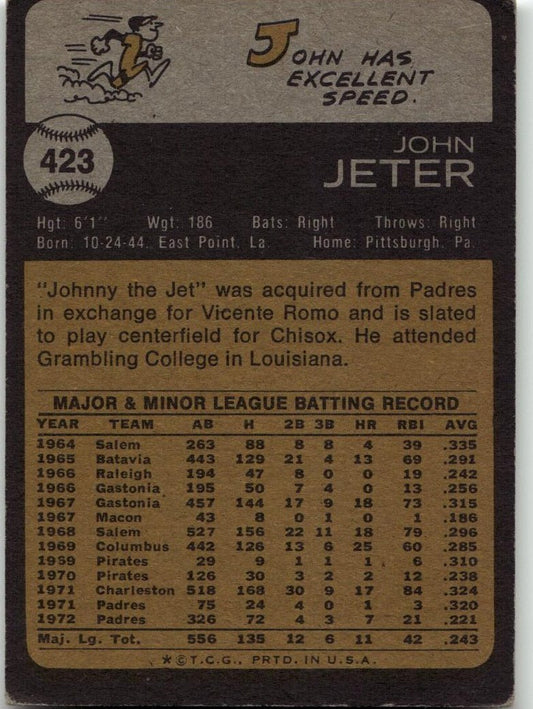 JOHN HAS
EXCELLENT
SPEED.
423
JOHN
JETER
Hgt: 6'1" Wgt: 186 Bats: Right Throws: Right
Born: 10-24-44, East Point, La. Home: Pittsburgh, Pa.
"Johnny the Jet" was acquired from Padres
in exchange for Vicente Romo and is slated
to play centerfield for Chisox. He attended
Grambling College in Louisiana.
MAJOR & MINOR LEAGUE BATTING RECORD
YEAR TEAM AB H 2B 3B HR RBI AVG
1964 Salem 263 88 8 8 4 39 .335
1965 Batavia 443 129 21 4 13 69 .291
1966 Raleigh 194 47 8 0 0 19 .242
1966 Gastonia 195 50 7 4 0 13 .256
1967 Gastonia 457 144 17 9 18 73 .315
1967 Macon 43 8 0 1 0 1 .186
1968 Salem 527 156 22 11 18 79 .296
1969 Columbus 442 126 13 6 25 60 .285
1959 Pirates 29 9 1 1 1 6 .310
1970 Pirates 126 30 3 2 2 12 .238
1971 Charleston 518 168 30 9 17 84 .324
1971 Padres 75 24 4 0 1 3 .320
1972 Padres 326 72 4 3 7 21 .221
Maj. Lg. Tot. 556 135 12 6 11 42 .243
★©T.C.G., PRTD. IN U.S.A.